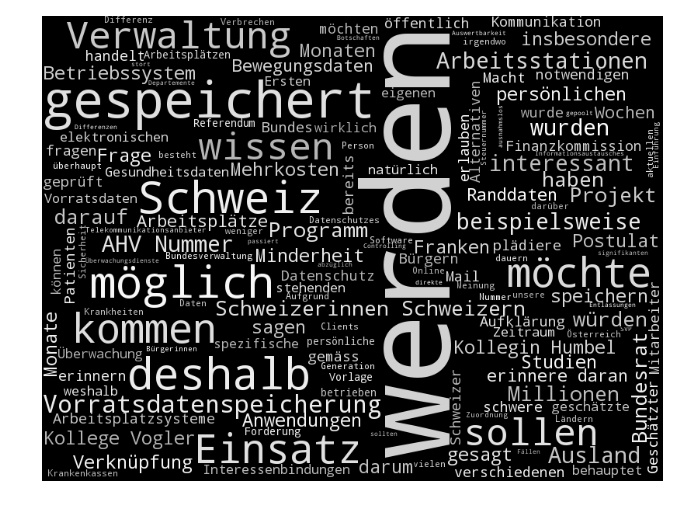 Differenz
Verbrechen
möchten
Botschaften
öffentlich
Kommunikation
Verwaltung
Auswertbarkeit
irgendwo
insbesondere
handelt
Arbeitsplätzen
Monaten
Arbeitsstationen
stört
Betriebssystem
Bewegungsdaten
Departemente
Ersten
Macht
notwendigen
gespeichert
eigenen
persönlichen
werden
Differenzen
Referendum
Bundes
wirklich
wurde
gepoolt
Wochen
elektronischen
wissen
wurden
fragen
Frage
besteht
Person
erlauben
Steuernummer
Alternativen
ausnahmslos
Finanzkommission
Informationsaustausches
aktuellen
Einführung
überhaupt
Gesundheitsdaten
Mehrkosten
natürlich
interessant
geprüft
haben
Vorratsdaten
Schweiz
bereits
Randdaten
Projekt
darauf
Arbeitsplätze
Datenschutzes
darüber
beispielsweise
Telekommunikationsanbieter
weniger
Programm
Patienten
Sicherheit
AHV Nummer
passiert
Software
Controlling
Franken
plädiere
Postulat
Bundesverwaltung
Minderheit
abzüglich
Bürgern
dauern
signifikanten
können
Überwachungsdienste
möglich
Datenschutz
Online
Mail
möchte
stehenden
direkte
Meinung
Daten
Aufgrund
Nummer
unsere
speichern
Entlassungen
Krankheiten
Schweizerinnen Schweizern
kommen
sagen
Clients
Aufklärung
würden
Monate
spezifische
persönliche
Zeitraum
Österreich
SVP
Überwachung
Bürgerinnen
gemäss
Kollegin Humbel
Generation
Studien
erinnern
deshalb
Vorlage
erinnere daran
weshalb
betrieben
Millionen
Bundesrat
Geschätzter Mitarbeiter
Vorratsdatenspeicherung
Schweizer
schwere
geschätzte
Arbeitsplatzsysteme
Anwendungen
Zuordnung
Ländern
Forderung
sollten
sollen
Kollege Vogler
Einsatz
gesagt
Fällen
Ausland
Verknüpfung
darum
vielen
Krankenkassen
Interessenbindungen
verschiedenen
behauptet